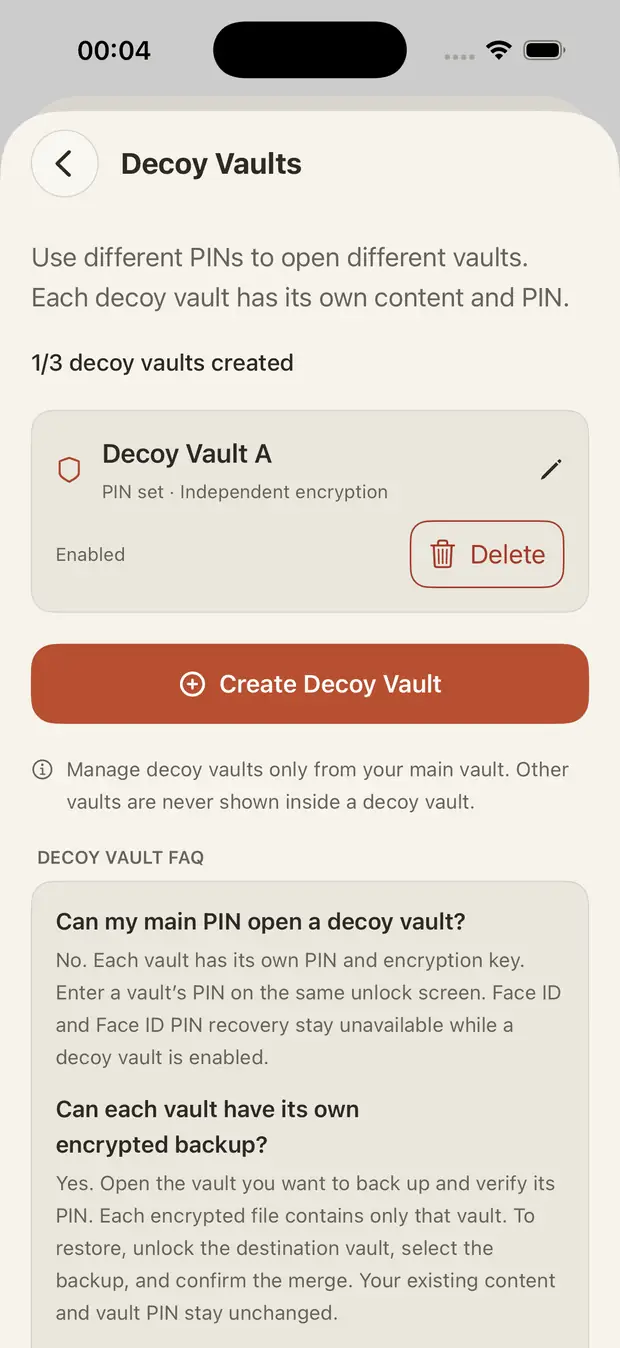 00:04
Decoy Vaults
Use different PINs to open different vaults.
Each decoy vault has its own content and PIN.
1/3 decoy vaults created
Decoy Vault A
PIN set · Independent encryption
Enabled
Delete
Create Decoy Vault
Manage decoy vaults only from your main vault. Other
vaults are never shown inside a decoy vault.
DECOY VAULT FAQ
Can my main PIN open a decoy vault?
No. Each vault has its own PIN and encryption key.
Enter a vault’s PIN on the same unlock screen. Face ID
and Face ID PIN recovery stay unavailable while a
decoy vault is enabled.
Can each vault have its own
encrypted backup?
Yes. Open the vault you want to back up and verify its
PIN. Each encrypted file contains only that vault. To
restore, unlock the destination vault, select the
backup, and confirm the merge. Your existing content
and vault PIN stay unchanged.